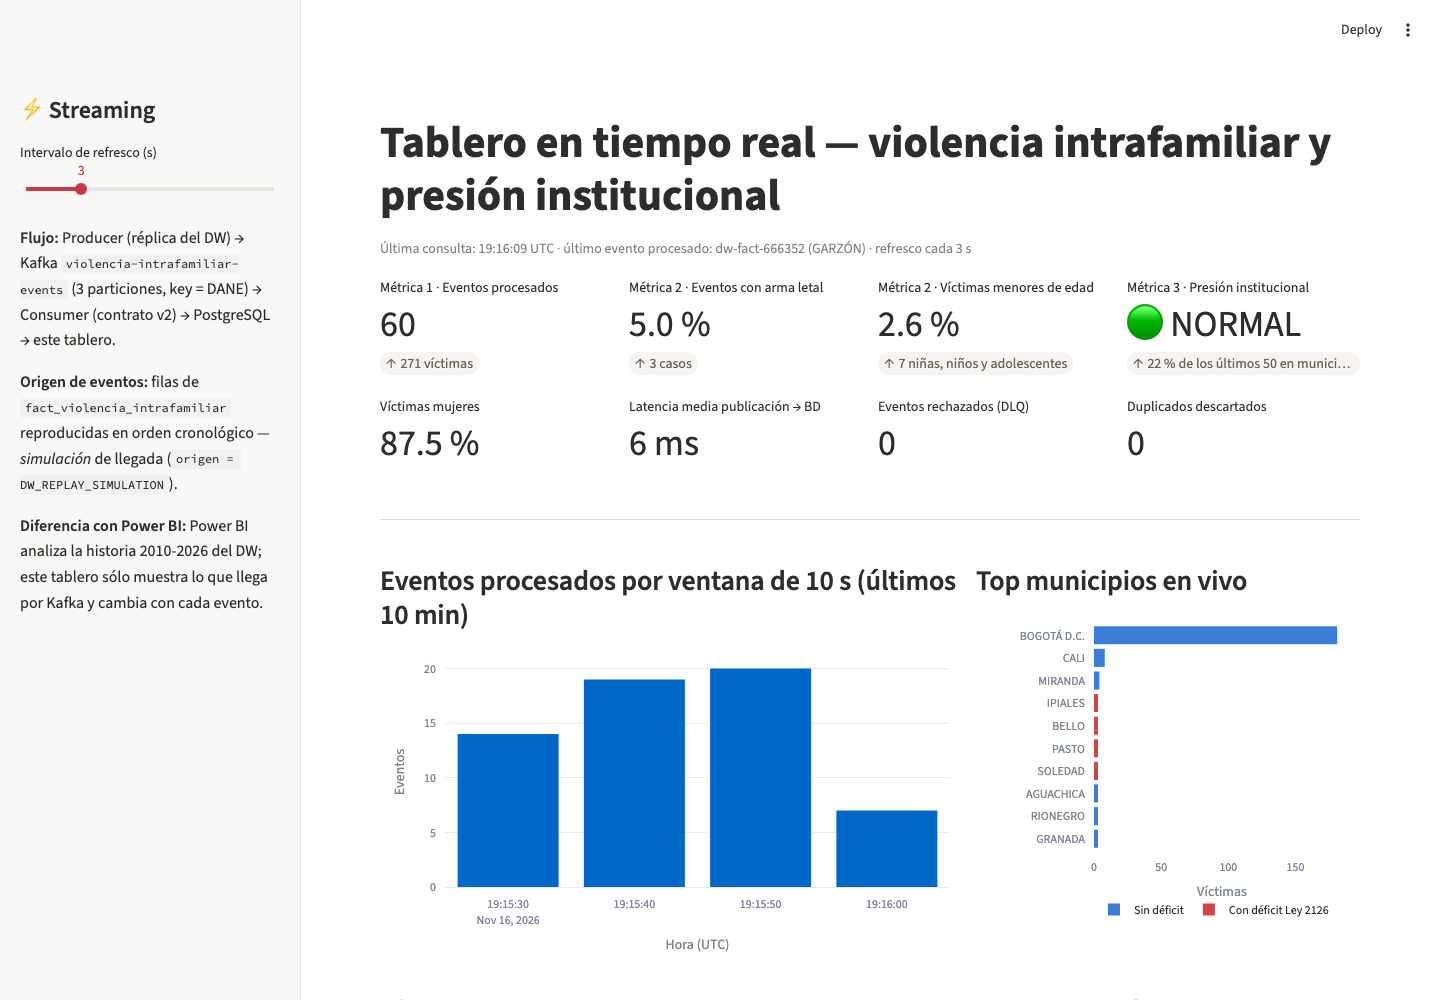 Deploy
⚡ Streaming
Intervalo de refresco (s)
3
Flujo: Producer (réplica del DW) →
Kafka violencia-intrafamiliar-
events (3 particiones, key = DANE) →
Consumer (contrato v2) → PostgreSQL
→ este tablero.
Origen de eventos: filas de
fact_violencia_intrafamiliar
reproducidas en orden cronológico —
simulación de llegada ( origen =
DW_REPLAY_SIMULATION ).
Diferencia con Power BI: Power BI
analiza la historia 2010-2026 del DW;
este tablero sólo muestra lo que llega
por Kafka y cambia con cada evento.
Tablero en tiempo real — violencia intrafamiliar y
presión institucional
Última consulta: 19:16:09 UTC · último evento procesado: dw-fact-666352 (GARZÓN) · refresco cada 3 s
Métrica 1 · Eventos procesados
60
↑ 271 víctimas
Métrica 2 · Eventos con arma letal
5.0 %
↑ 3 casos
Métrica 2 · Víctimas menores de edad
2.6 %
↑ 7 niñas, niños y adolescentes
Métrica 3 · Presión institucional
🟢 NORMAL
↑ 22 % de los últimos 50 en munici...
Víctimas mujeres
87.5 %
Latencia media publicación → BD
6 ms
Eventos rechazados (DLQ)
0
Duplicados descartados
0
Eventos procesados por ventana de 10 s (últimos
10 min)
20
15
10
5
0
Eventos
19:15:30
Nov 16, 2026
19:15:40
19:15:50
19:16:00
Hora (UTC)
Top municipios en vivo
BOGOTÁ D.C.
CALI
MIRANDA
IPIALES
BELLO
PASTO
SOLEDAD
AGUACHICA
RIONEGRO
GRANADA
0 50 100 150
Víctimas
Sin déficit Con déficit Ley 2126